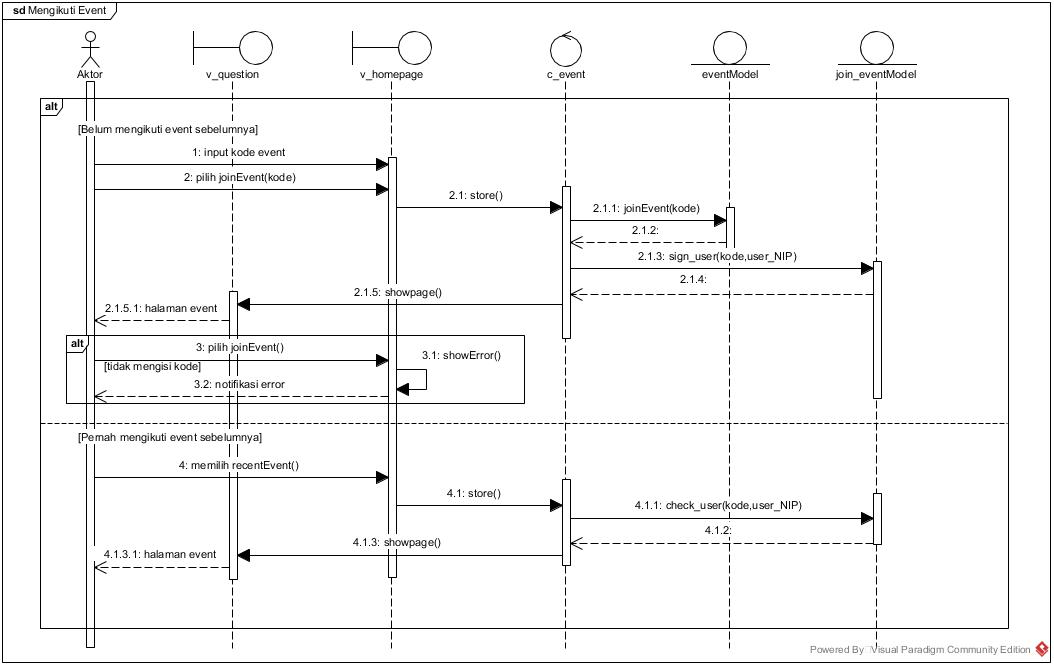 sd Mengikuti Event
Aktor
v_question
v_homepage
c_event
eventModel
join_eventModel
alt
[Belum mengikuti event sebelumnya]
1: input kode event
2: pilih joinEvent(kode)
2.1: store()
2.1.1: joinEvent(kode)
2.1.2:
2.1.3: sign_user(kode,user_NIP)
2.1.4:
2.1.5: showpage()
2.1.5.1: halaman event
alt
3: pilih joinEvent()
3.1: showError()
[tidak mengisi kode]
3.2: notifikasi error
[Pernah mengikuti event sebelumnya]
4: memilih recentEvent()
4.1: store()
4.1.1: check_user(kode,user_NIP)
4.1.2:
4.1.3: showpage()
4.1.3.1: halaman event
Powered By Visual Paradigm Community Edition